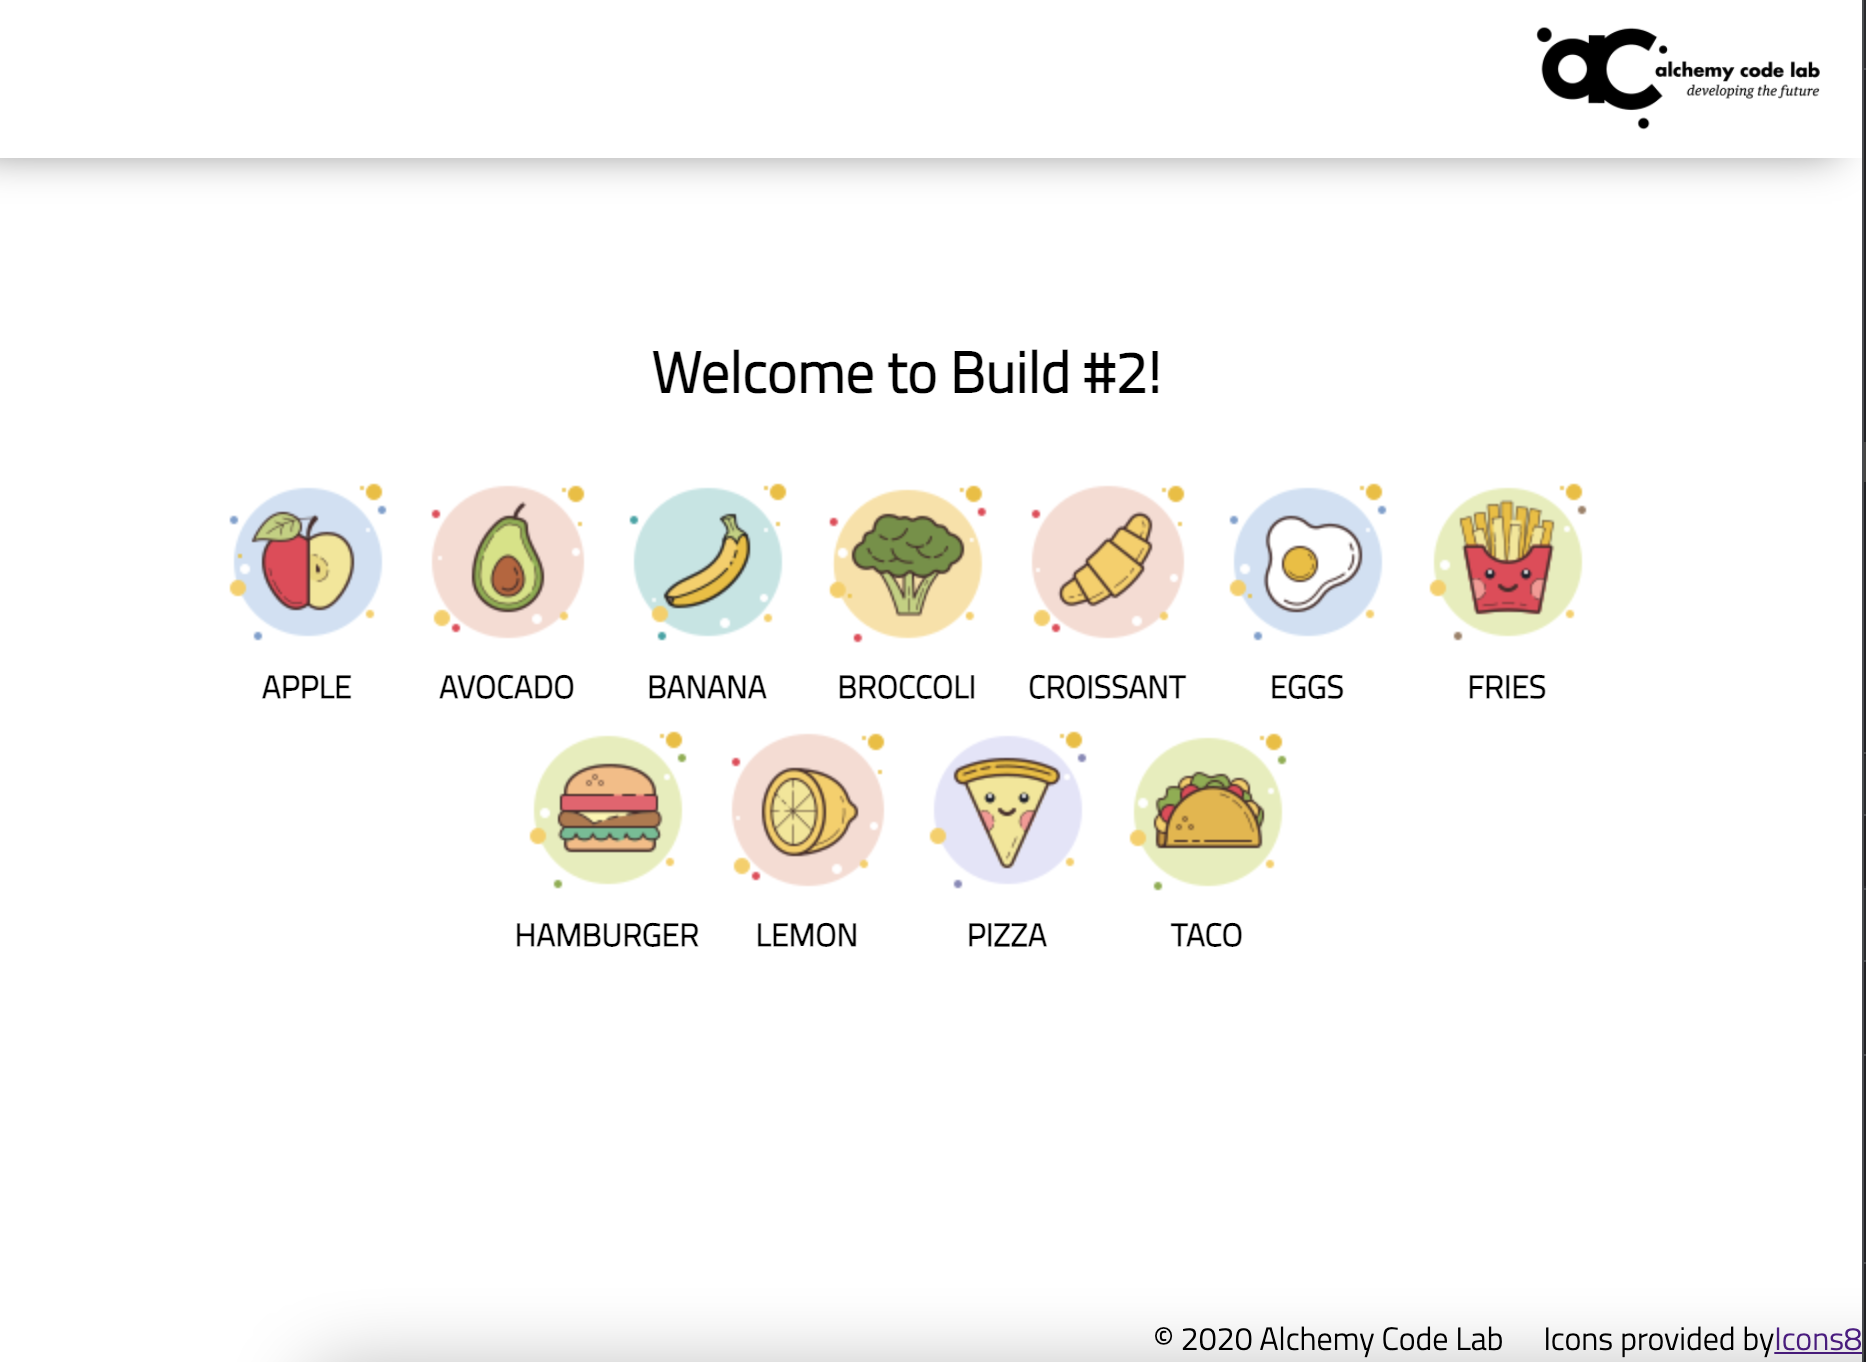 ac
alchemy code lab
developing the future
Welcome to Build #2!
APPLE AVOCADO BANANA BROCCOLI CROISSANT EGGS FRIES
HAMBURGER LEMON PIZZA TACO
© 2020 Alchemy Code Lab Icons provided byIcons8